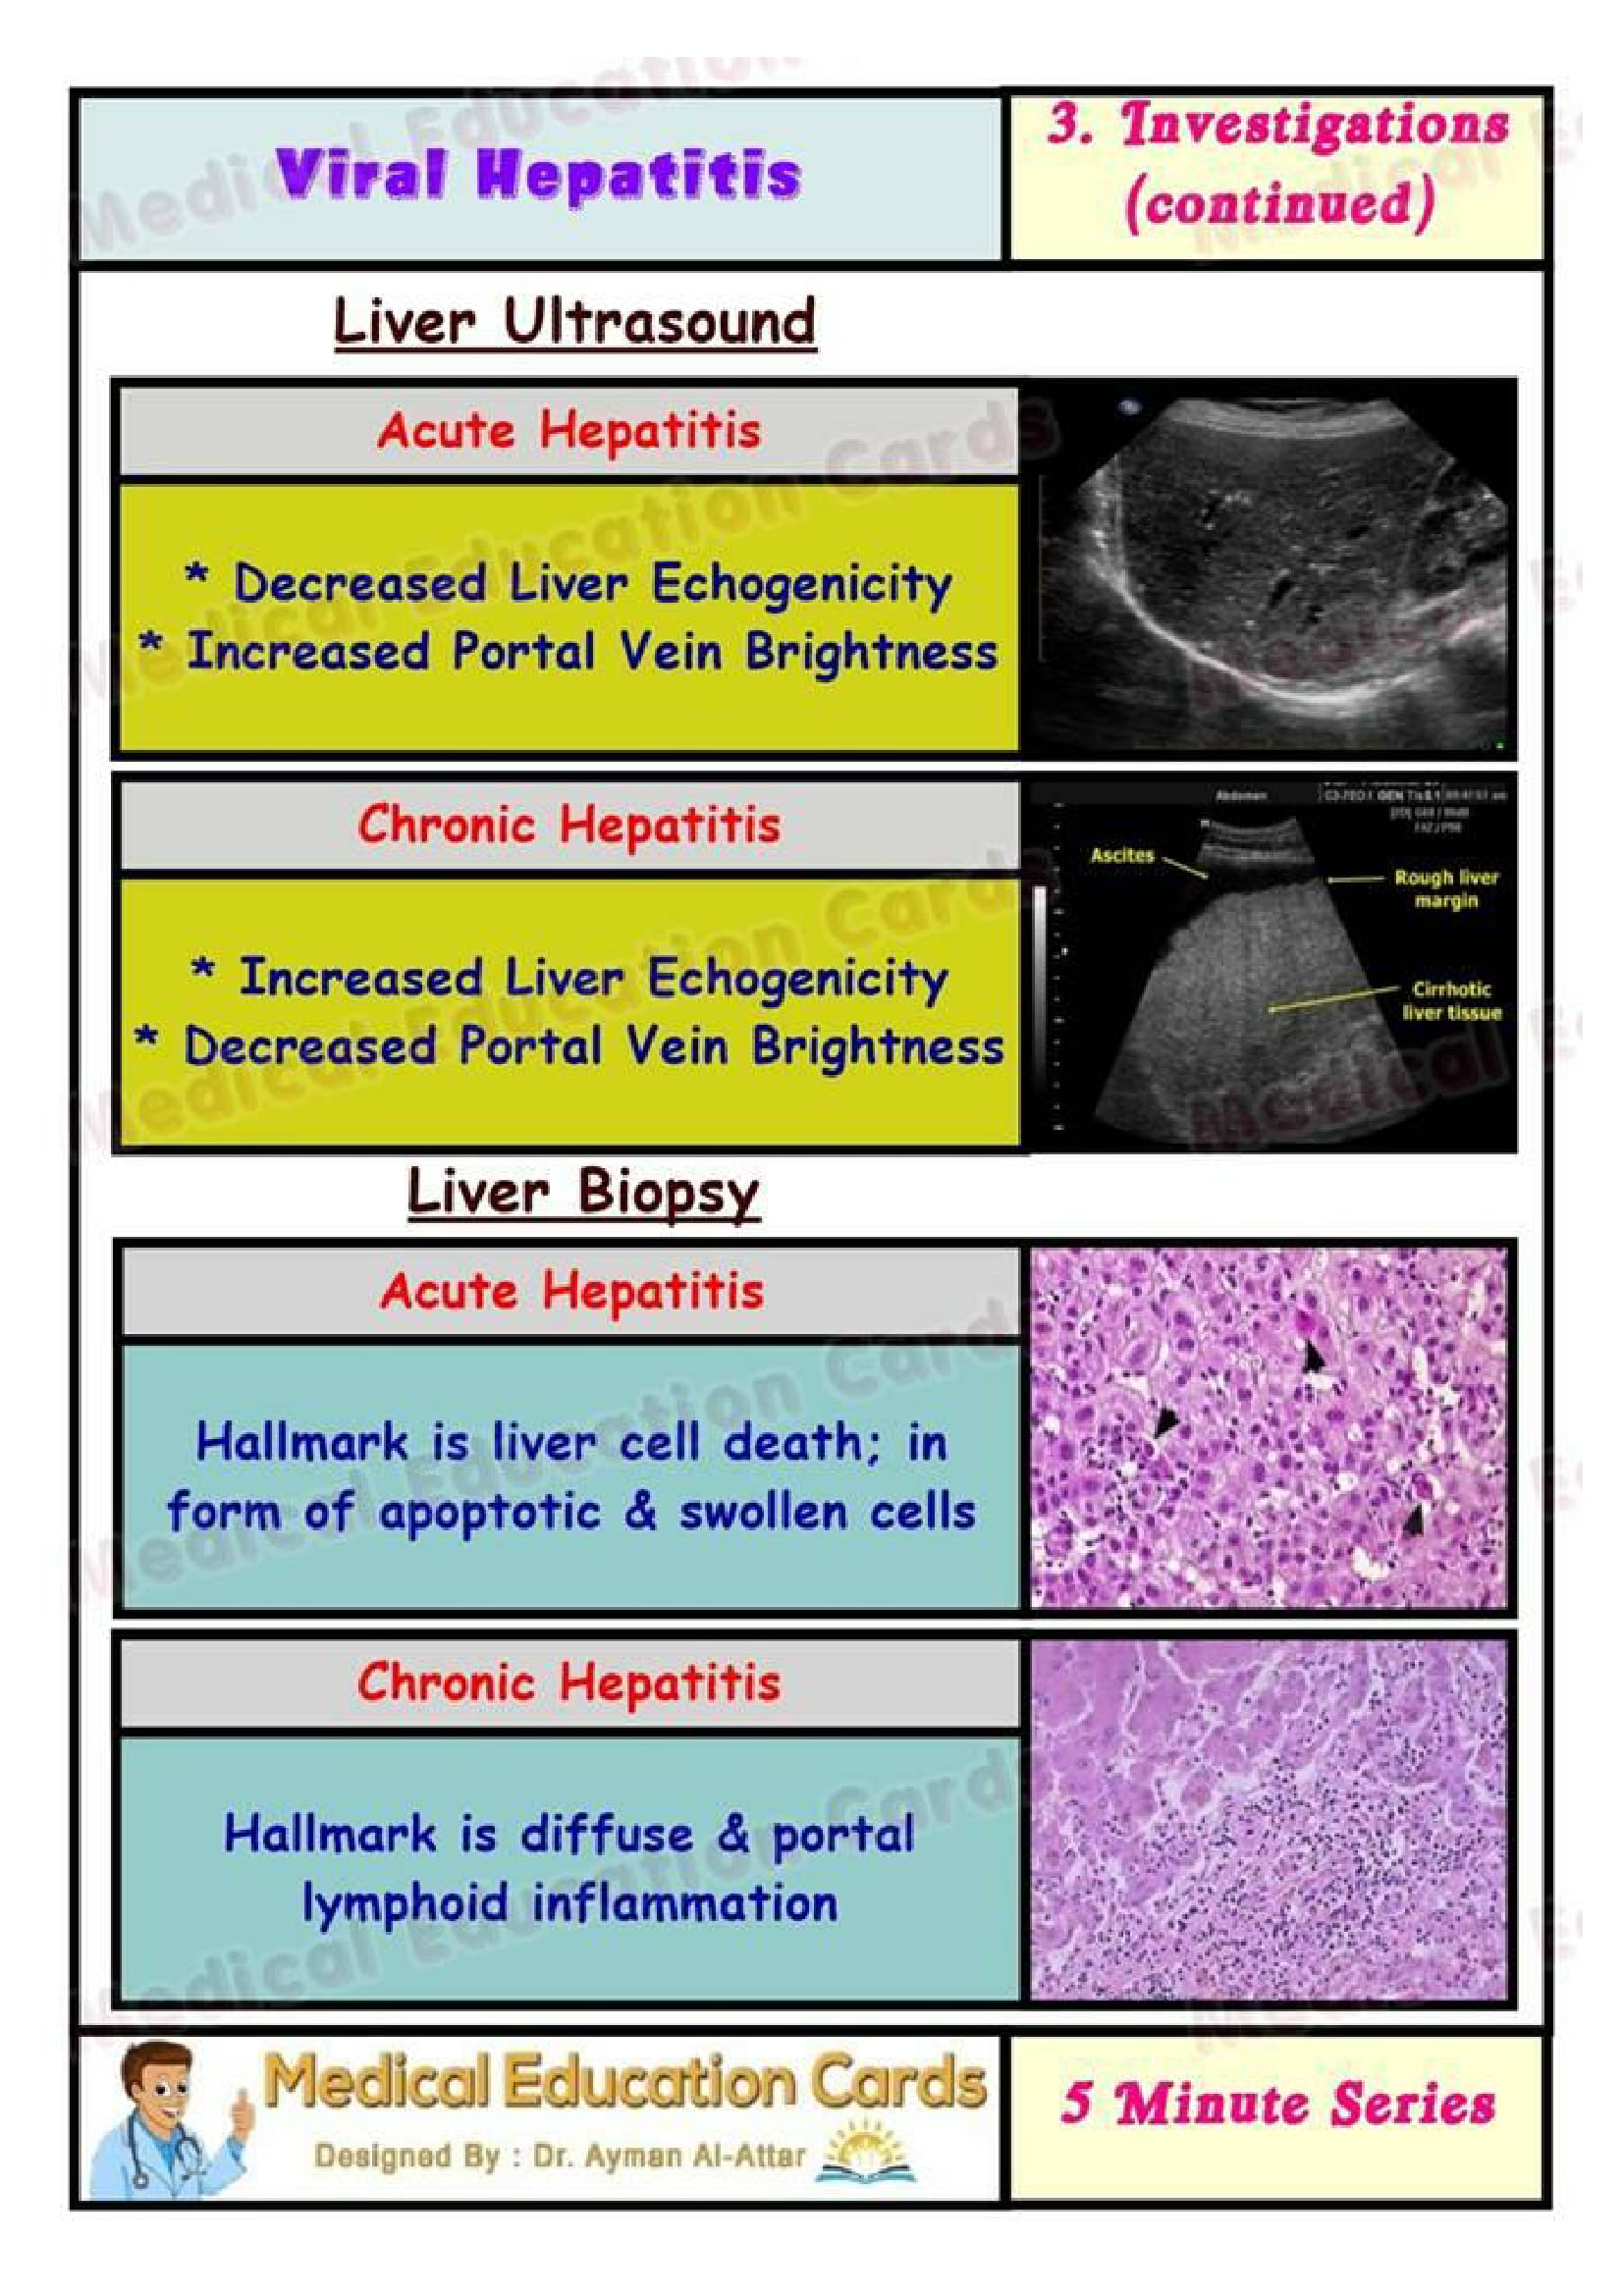 Viral Hepatitis
3. Investigations
(continued)
Liver Ultrasound
Acute Hepatitis
* Decreased Liver Echogenicity
* Increased Portal Vein Brightness
Chronic Hepatitis
* Increased Liver Echogenicity
* Decreased Portal Vein Brightness
Abdomen
Ascites
Rough liver
margin
Cirrhotic
liver tissue
Liver Biopsy
Acute Hepatitis
Hallmark is liver cell death; in
form of apoptotic & swollen cells
Chronic Hepatitis
Hallmark is diffuse & portal
lymphoid inflammation
Medical Education Cards
Designed By : Dr. Ayman Al-Attar
5 Minute Series